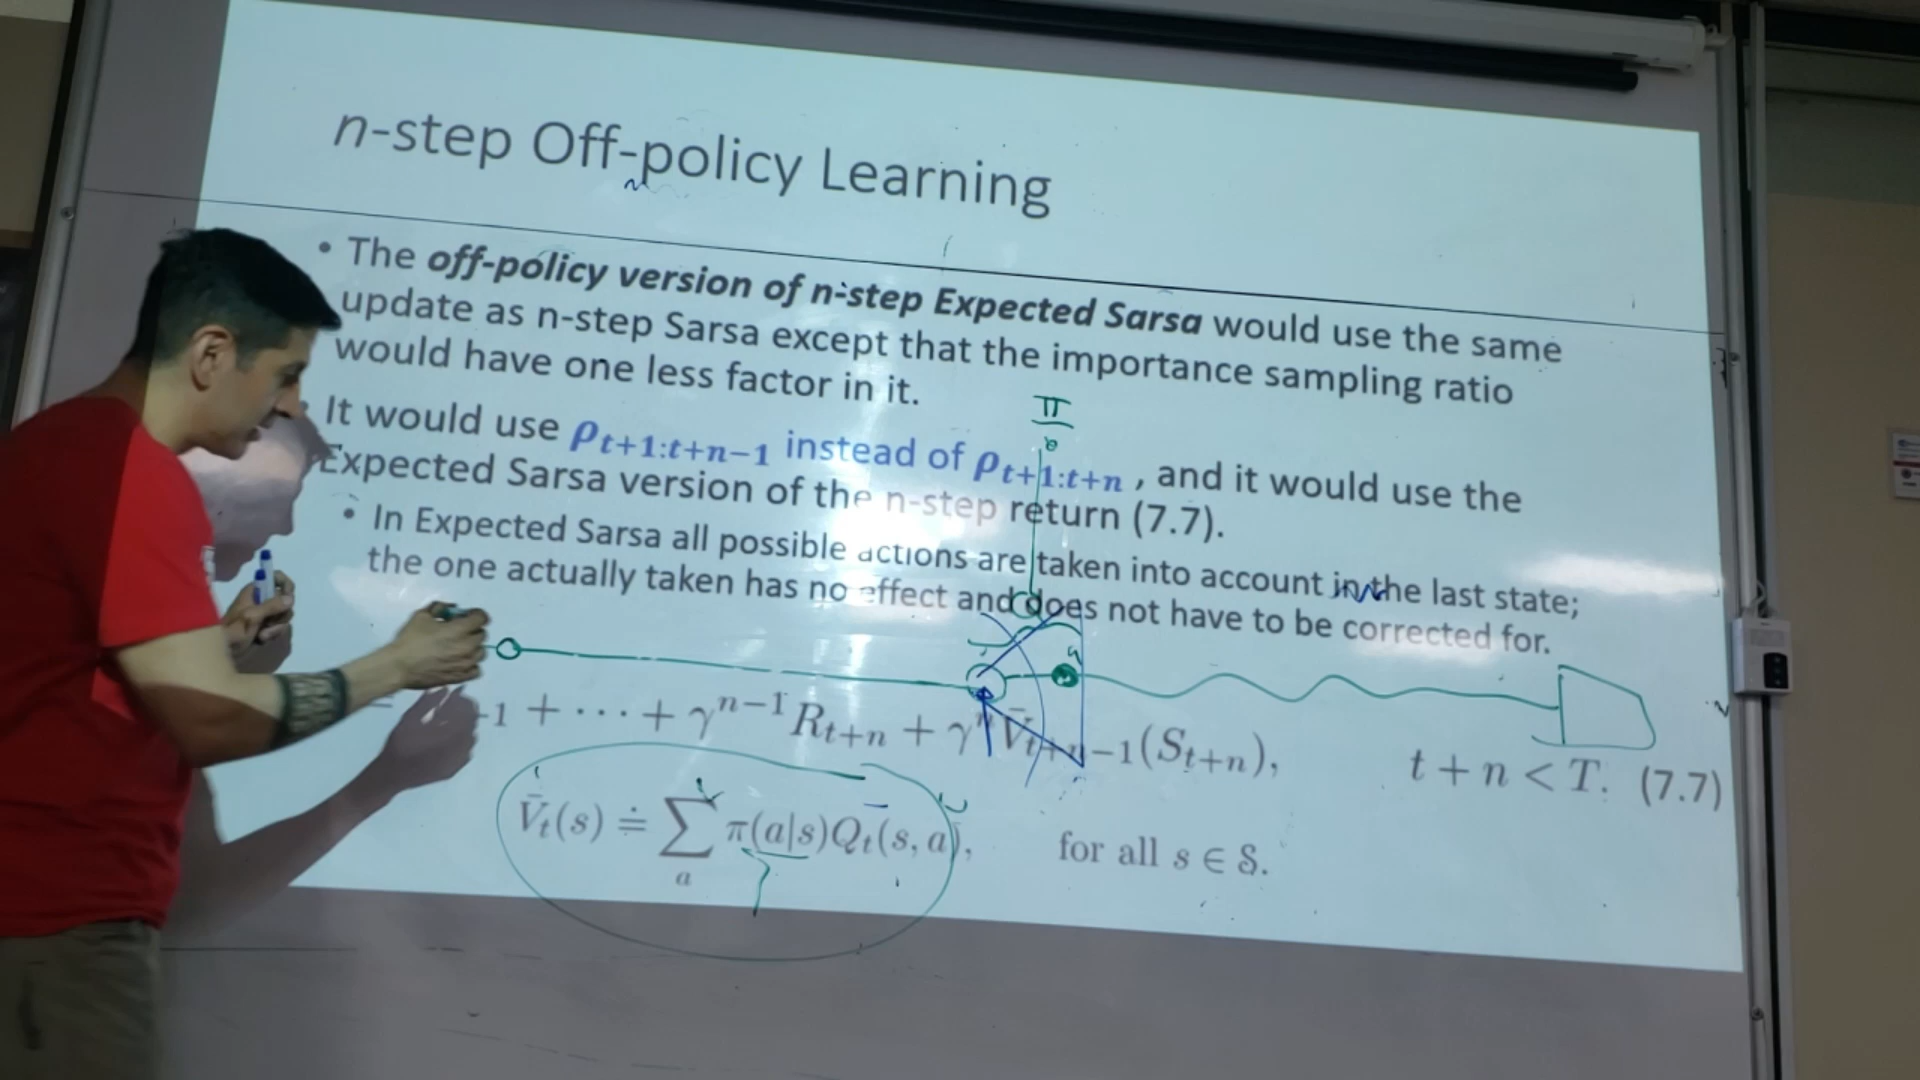 n-step Off-policy Learning
• The off-policy version of n-step Expected Sarsa would use the same
update as n-step Sarsa except that the importance sampling ratio
would have one less factor in it.
π
It would use ρt+1:t+n−1 instead of ρt+1:t+n , and it would use the
Expected Sarsa version of the n-step return (7.7).
• In Expected Sarsa all possible actions are taken into account in the last state;
the one actually taken has no effect and does not have to be corrected for.
-1 + ··· + γⁿ⁻¹Rt+n + γⁿV̄t+n−1(St+n), t + n < T. (7.7)
V̄t(s) ≐ ∑a π(a|s)Qt(s, a), for all s ∈ S.